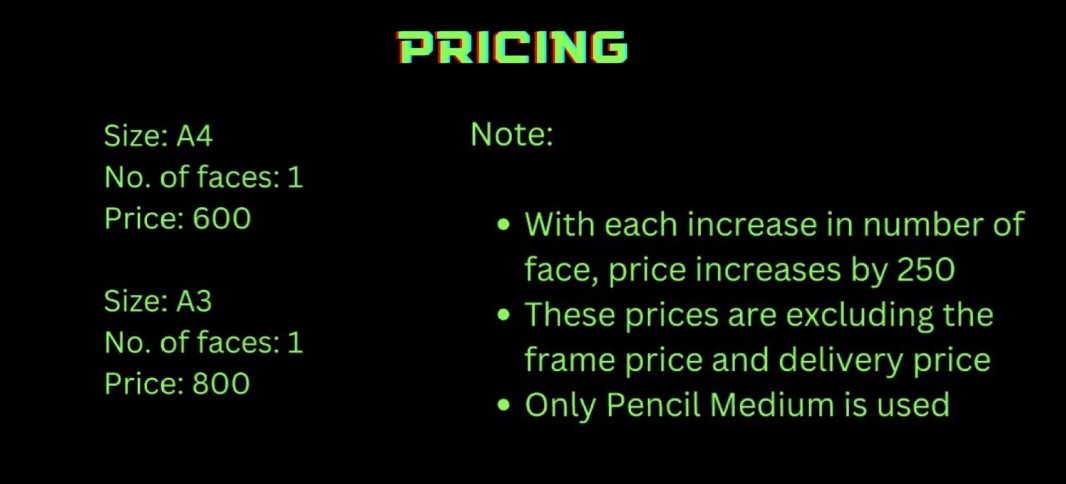 PRICING
Size: A4
No. of faces: 1
Price: 600
Size: A3
No. of faces: 1
Price: 800
Note:
• With each increase in number of
face, price increases by 250
• These prices are excluding the
frame price and delivery price
• Only Pencil Medium is used